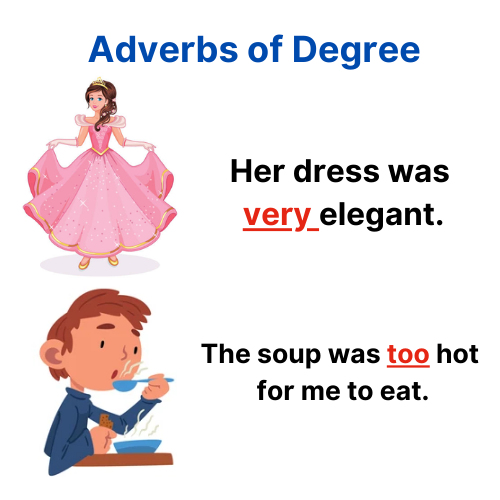 Adverbs of Degree
Her dress was
very elegant.
The soup was too hot
for me to eat.